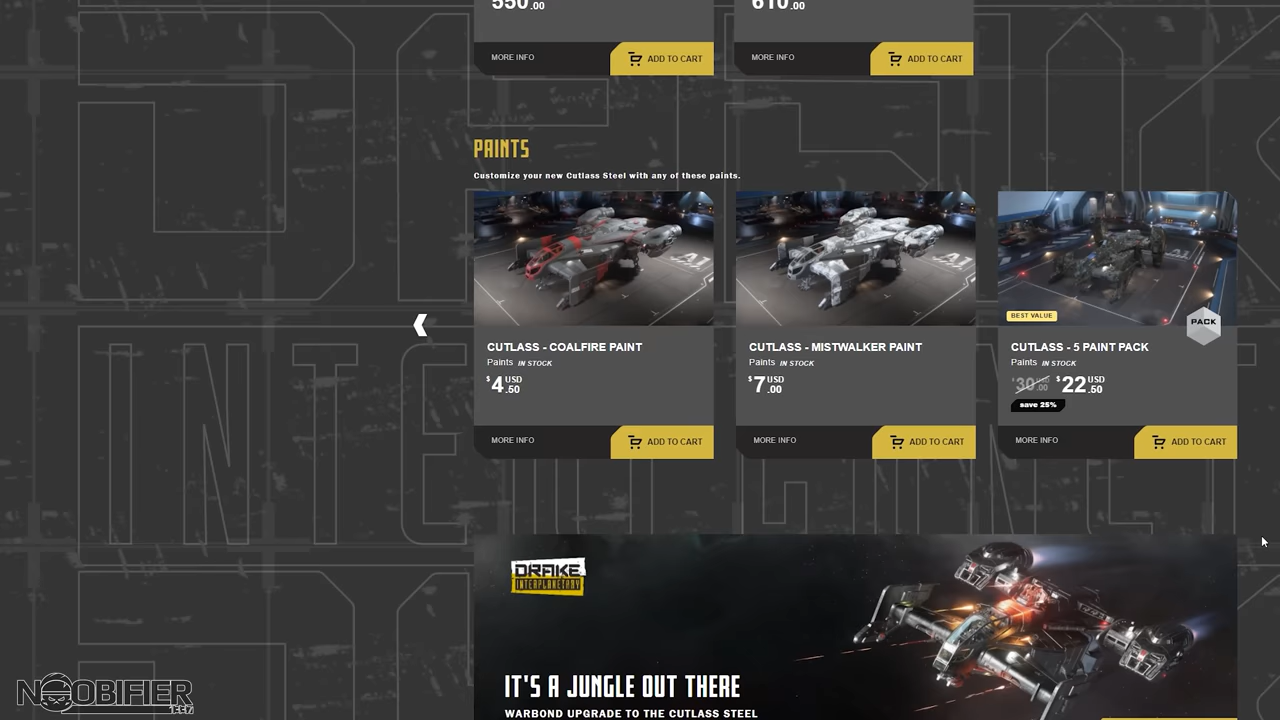 550.00
610.00
MORE INFO
ADD TO CART
MORE INFO
ADD TO CART
PAINTS
Customize your new Cutlass Steel with any of these paints.
BEST VALUE
PACK
CUTLASS - COALFIRE PAINT
Paints IN STOCK
$4 USD .50
MORE INFO
ADD TO CART
CUTLASS - MISTWALKER PAINT
Paints IN STOCK
$7 USD .00
MORE INFO
ADD TO CART
CUTLASS - 5 PAINT PACK
Paints IN STOCK
$30 USD .00 $22 USD .50
save 25%
MORE INFO
ADD TO CART
INTE
DRAKE
INTERPLANETARY
IT'S A JUNGLE OUT THERE
WARBOND UPGRADE TO THE CUTLASS STEEL
NOOBIFIER
1337